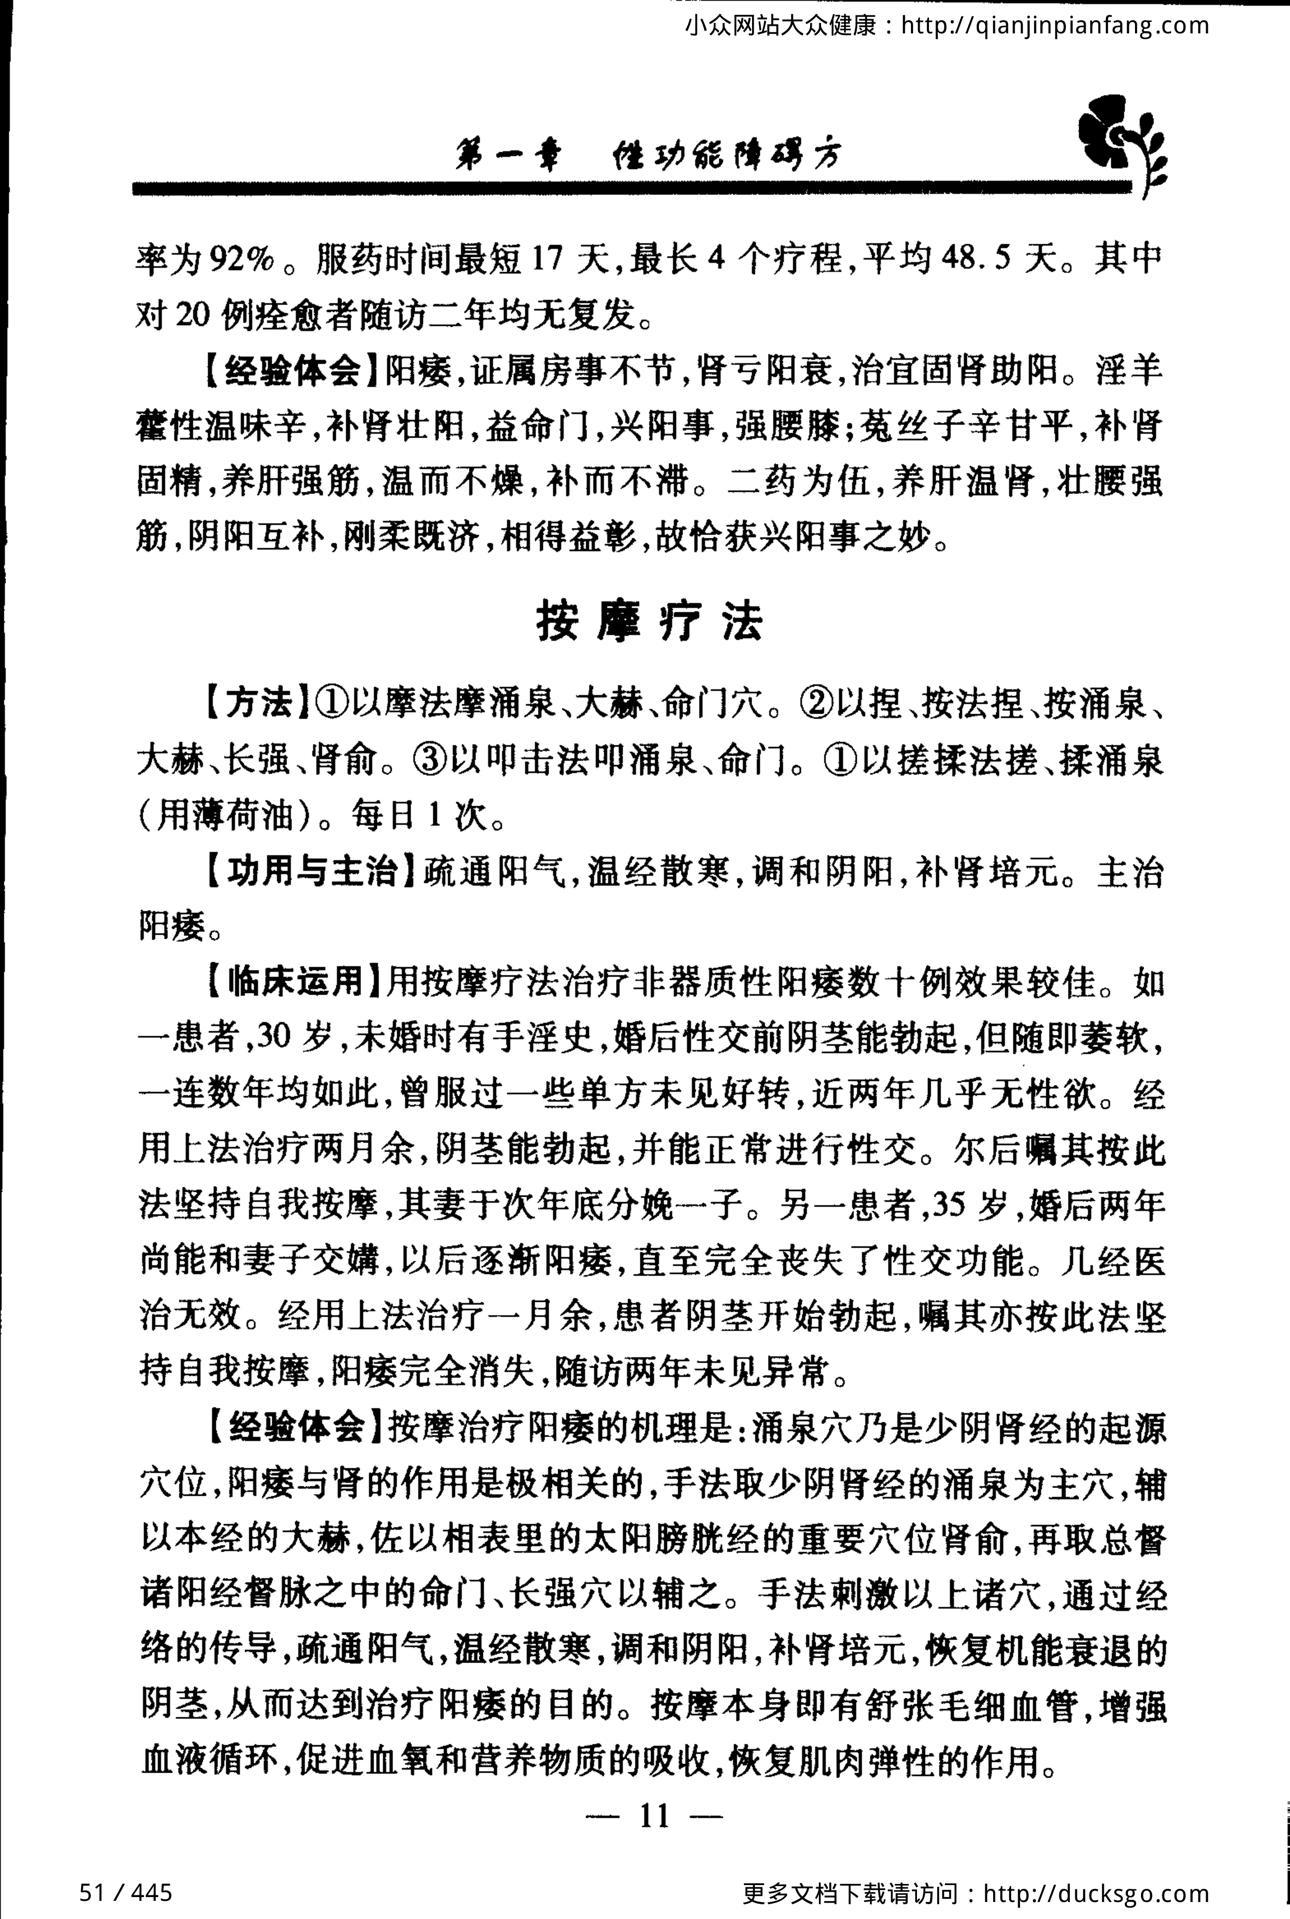 小众网站大众健康：http://qianjinpianfang.com
第一章 性功能障碍方
率为92%。服药时间最短17天,最长4个疗程,平均48.5天。其中
对20例痊愈者随访二年均无复发。
【经验体会】阳痿,证属房事不节,肾亏阳衰,治宜固肾助阳。淫羊
藿性温味辛,补肾壮阳,益命门,兴阳事,强腰膝;菟丝子辛甘平,补肾
固精,养肝强筋,温而不燥,补而不滞。二药为伍,养肝温肾,壮腰强
筋,阴阳互补,刚柔既济,相得益彰,故恰获兴阳事之妙。
按摩疗法
【方法】①以摩法摩涌泉、大赫、命门穴。②以捏、按法捏、按涌泉、
大赫、长强、肾俞。③以叩击法叩涌泉、命门。①以搓揉法搓、揉涌泉
(用薄荷油)。每日1次。
【功用与主治】疏通阳气,温经散寒,调和阴阳,补肾培元。主治
阳痿。
【临床运用】用按摩疗法治疗非器质性阳痿数十例效果较佳。如
一患者,30岁,未婚时有手淫史,婚后性交前阴茎能勃起,但随即萎软,
一连数年均如此,曾服过一些单方未见好转,近两年几乎无性欲。经
用上法治疗两月余,阴茎能勃起,并能正常进行性交。尔后嘱其按此
法坚持自我按摩,其妻于次年底分娩一子。另一患者,35岁,婚后两年
尚能和妻子交媾,以后逐渐阳痿,直至完全丧失了性交功能。几经医
治无效。经用上法治疗一月余,患者阴茎开始勃起,嘱其亦按此法坚
持自我按摩,阳痿完全消失,随访两年未见异常。
【经验体会】按摩治疗阳痿的机理是:涌泉穴乃是少阴肾经的起源
穴位,阳痿与肾的作用是极相关的,手法取少阴肾经的涌泉为主穴,辅
以本经的大赫,佐以相表里的太阳膀胱经的重要穴位肾俞,再取总督
诸阳经督脉之中的命门、长强穴以辅之。手法刺激以上诸穴,通过经
络的传导,疏通阳气,温经散寒,调和阴阳,补肾培元,恢复机能衰退的
阴茎,从而达到治疗阳痿的目的。按摩本身即有舒张毛细血管,增强
血液循环,促进血氧和营养物质的吸收,恢复肌肉弹性的作用。
— 11 —
51 / 445
更多文档下载请访问：http://ducksgo.com